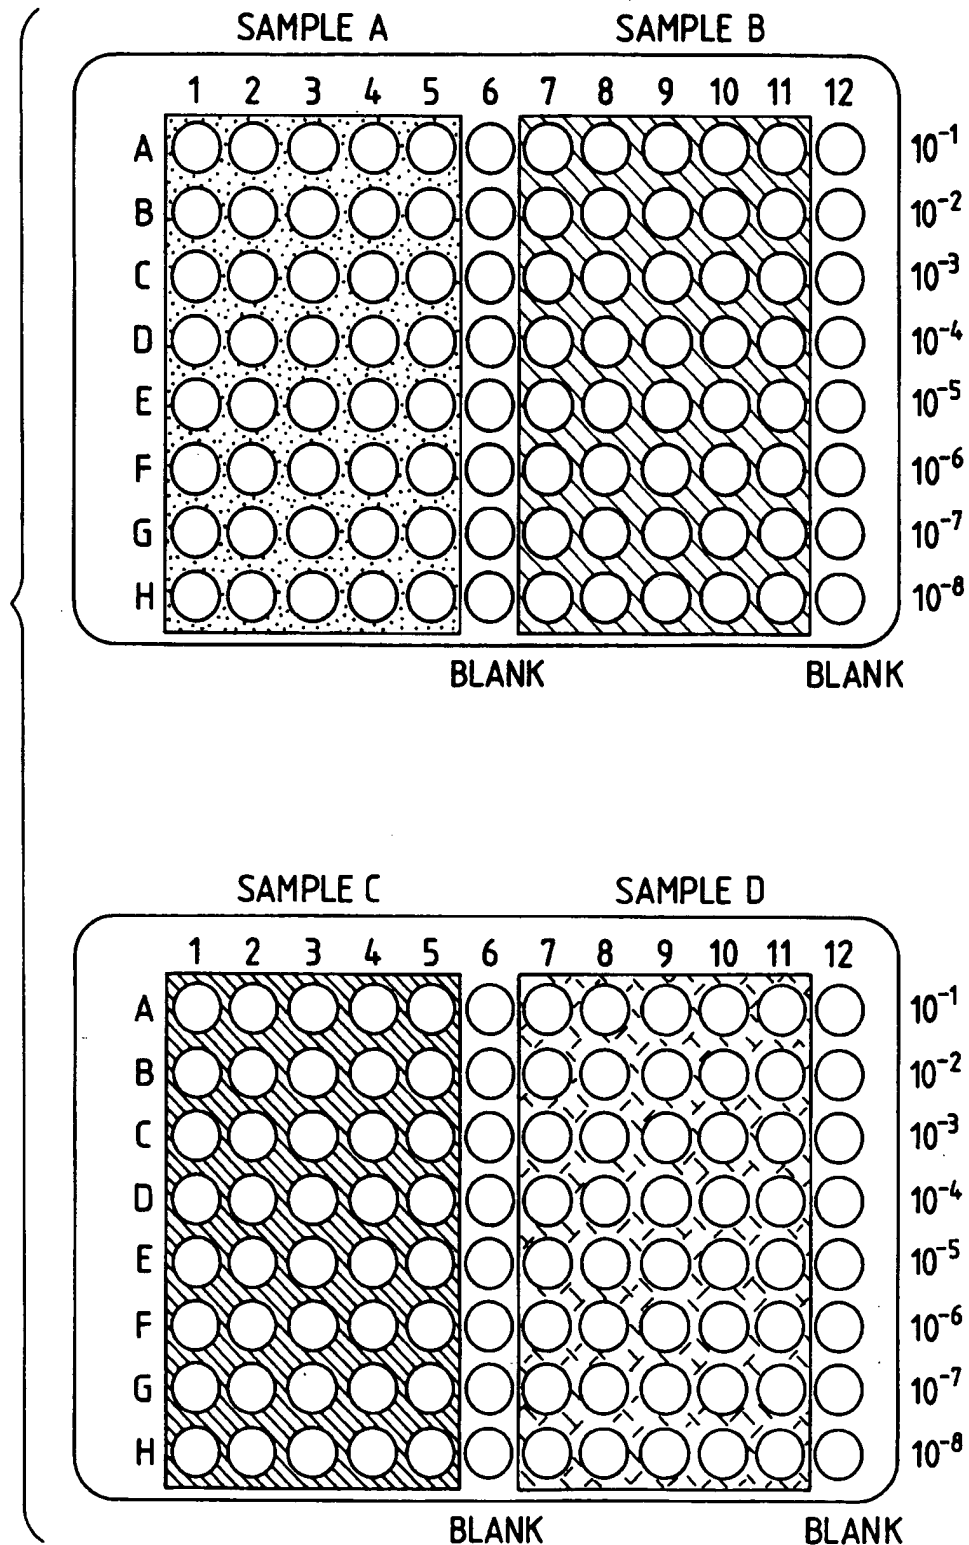 SAMPLE A SAMPLE B
1 2 3 4 5 6 7 8 9 10 11 12
A 10⁻¹
B 10⁻²
C 10⁻³
D 10⁻⁴
E 10⁻⁵
F 10⁻⁶
G 10⁻⁷
H 10⁻⁸
BLANK BLANK
SAMPLE C SAMPLE D
1 2 3 4 5 6 7 8 9 10 11 12
A 10⁻¹
B 10⁻²
C 10⁻³
D 10⁻⁴
E 10⁻⁵
F 10⁻⁶
G 10⁻⁷
H 10⁻⁸
BLANK BLANK